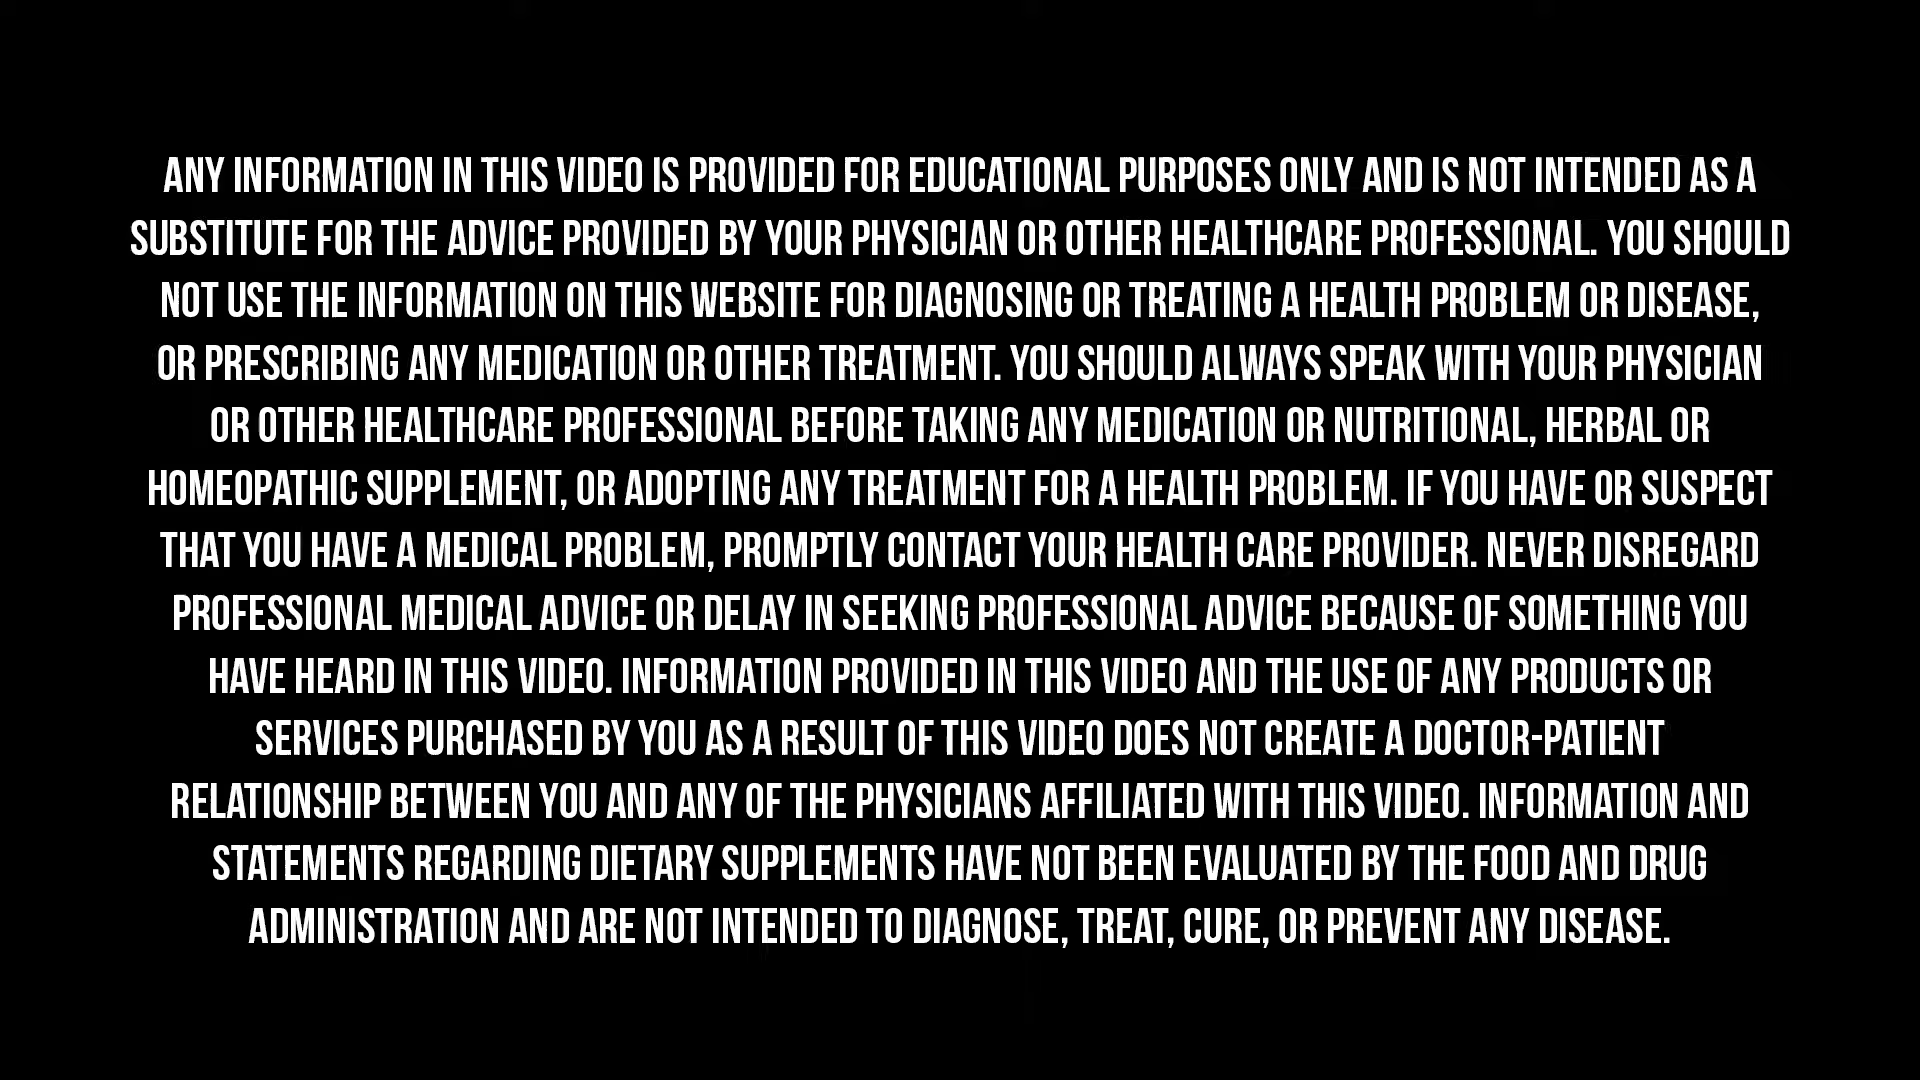 ANY INFORMATION IN THIS VIDEO IS PROVIDED FOR EDUCATIONAL PURPOSES ONLY AND IS NOT INTENDED AS A
SUBSTITUTE FOR THE ADVICE PROVIDED BY YOUR PHYSICIAN OR OTHER HEALTHCARE PROFESSIONAL. YOU SHOULD
NOT USE THE INFORMATION ON THIS WEBSITE FOR DIAGNOSING OR TREATING A HEALTH PROBLEM OR DISEASE,
OR PRESCRIBING ANY MEDICATION OR OTHER TREATMENT. YOU SHOULD ALWAYS SPEAK WITH YOUR PHYSICIAN
OR OTHER HEALTHCARE PROFESSIONAL BEFORE TAKING ANY MEDICATION OR NUTRITIONAL, HERBAL OR
HOMEOPATHIC SUPPLEMENT, OR ADOPTING ANY TREATMENT FOR A HEALTH PROBLEM. IF YOU HAVE OR SUSPECT
THAT YOU HAVE A MEDICAL PROBLEM, PROMPTLY CONTACT YOUR HEALTH CARE PROVIDER. NEVER DISREGARD
PROFESSIONAL MEDICAL ADVICE OR DELAY IN SEEKING PROFESSIONAL ADVICE BECAUSE OF SOMETHING YOU
HAVE HEARD IN THIS VIDEO. INFORMATION PROVIDED IN THIS VIDEO AND THE USE OF ANY PRODUCTS OR
SERVICES PURCHASED BY YOU AS A RESULT OF THIS VIDEO DOES NOT CREATE A DOCTOR-PATIENT
RELATIONSHIP BETWEEN YOU AND ANY OF THE PHYSICIANS AFFILIATED WITH THIS VIDEO. INFORMATION AND
STATEMENTS REGARDING DIETARY SUPPLEMENTS HAVE NOT BEEN EVALUATED BY THE FOOD AND DRUG
ADMINISTRATION AND ARE NOT INTENDED TO DIAGNOSE, TREAT, CURE, OR PREVENT ANY DISEASE.